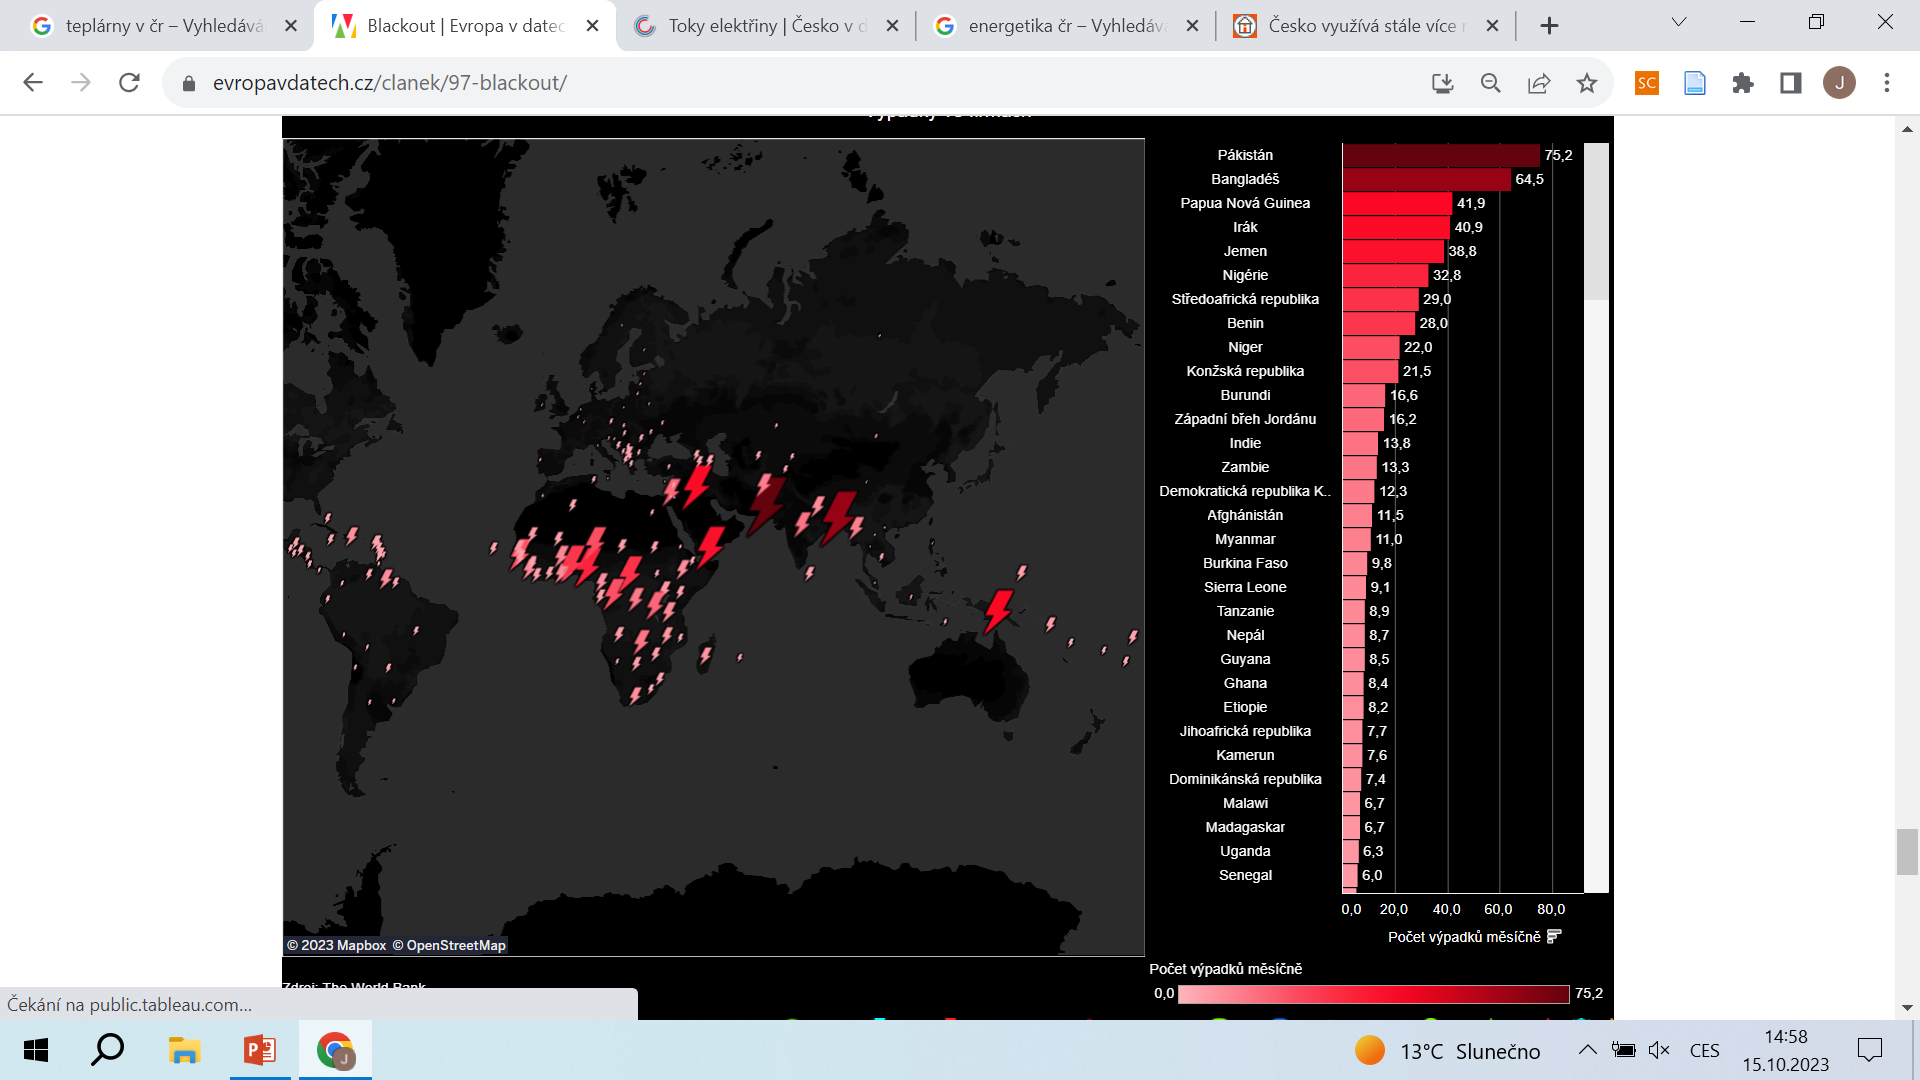 teplárny v čr – Vyhledává
Blackout | Evropa v datec
Toky elektřiny | Česko v d
energetika čr – Vyhledáva
Česko využívá stále více
evropavdatech.cz/clanek/97-blackout/
SC
J
Pákistán 75,2
Bangladéš 64,5
Papua Nová Guinea 41,9
Irák 40,9
Jemen 38,8
Nigérie 32,8
Středoafrická republika 29,0
Benin 28,0
Niger 22,0
Konžská republika 21,5
Burundi 16,6
Západní břeh Jordánu 16,2
Indie 13,8
Zambie 13,3
Demokratická republika K.. 12,3
Afghánistán 11,5
Myanmar 11,0
Burkina Faso 9,8
Sierra Leone 9,1
Tanzanie 8,9
Nepál 8,7
Guyana 8,5
Ghana 8,4
Etiopie 8,2
Jihoafrická republika 7,7
Kamerun 7,6
Dominikánská republika 7,4
Malawi 6,7
Madagaskar 6,7
Uganda 6,3
Senegal 6,0
0,0 20,0 40,0 60,0 80,0
Počet výpadků měsíčně
© 2023 Mapbox © OpenStreetMap
Počet výpadků měsíčně
0,0 75,2
Zdroj: The World Bank
Čekání na public.tableau.com...
J
13°C Slunečno
CES
14:58
15.10.2023